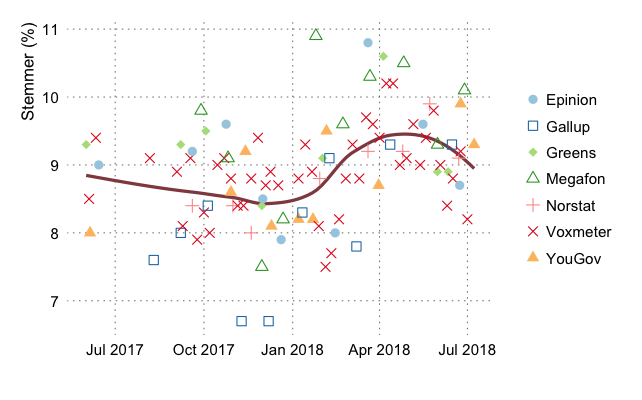 Stemmer (%)
11
10
9
8
7
Jul 2017
Oct 2017
Jan 2018
Apr 2018
Jul 2018
Epinion
Gallup
Greens
Megafon
Norstat
Voxmeter
YouGov